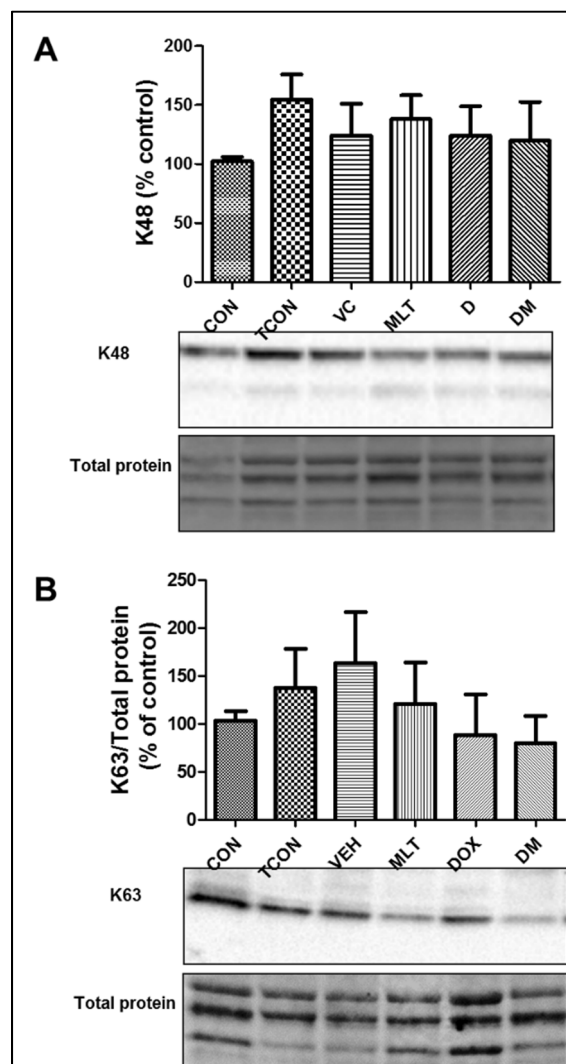 A
K48 (% control)
200
150
100
50
0
CON TCON VC MLT D DM
K48
Total protein
B
K63/Total protein
(% of control)
250
200
150
100
50
0
CON TCON VEH MLT DOX DM
K63
Total protein